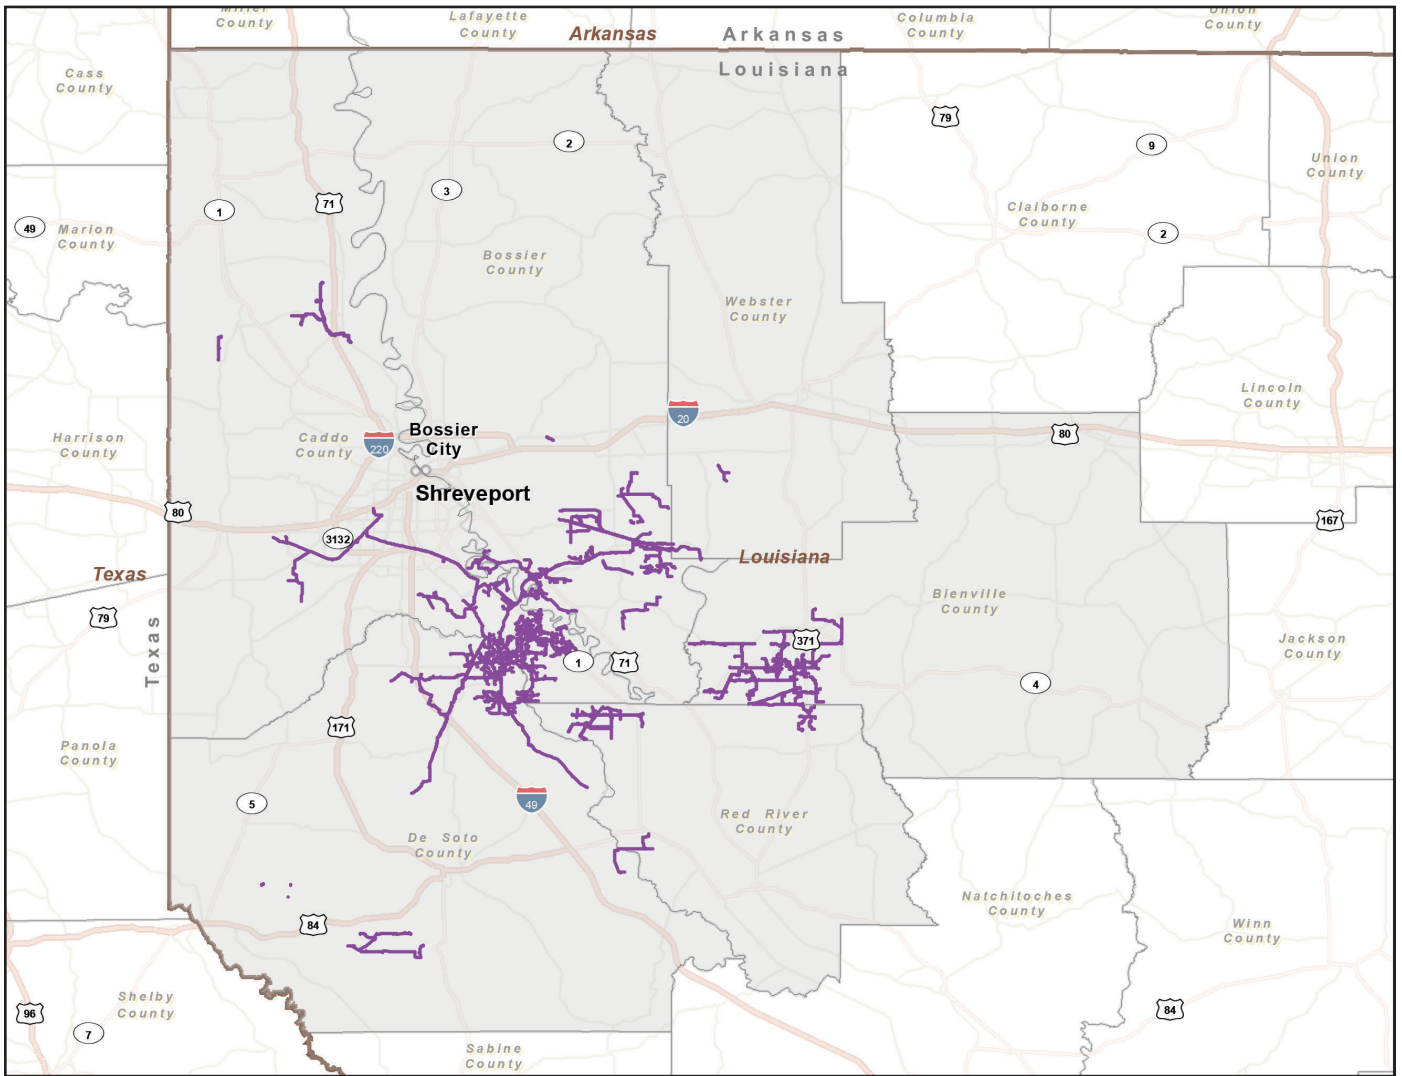 Miller
County
Lafayette
County
Arkansas
Arkansas
Columbia
County
Union
County
Louisiana
Cass
County
79
2
9
Union
County
3
71
1
Claiborne
County
49
Marion
County
2
Bossier
County
Webster
County
Lincoln
County
20
Bossier
City
80
Harrison
County
Caddo
County
220
Shreveport
80
167
3132
Louisiana
Texas
Bienville
County
79
371
Jackson
County
Texas
1
71
4
171
Panola
County
5
49
Red River
County
De Soto
County
Natchitoches
County
84
Winn
County
Shelby
County
96
84
7
Sabine
County